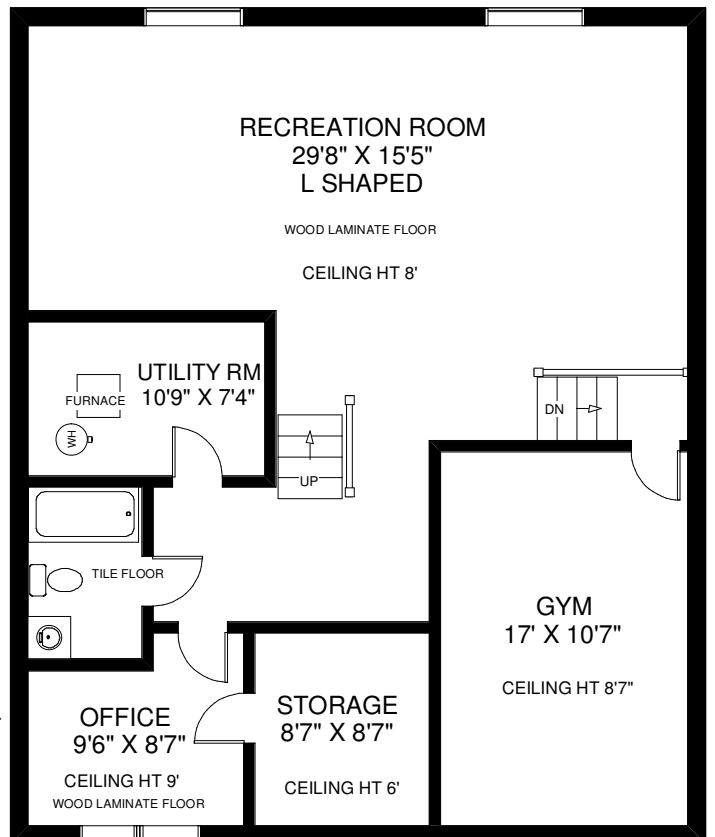 RECREATION ROOM
29'8" X 15'5"
L SHAPED
WOOD LAMINATE FLOOR
CEILING HT 8'
UTILITY RM
10'9" X 7'4"
FURNACE
WH
DN
UP
TILE FLOOR
GYM
17' X 10'7"
CEILING HT 8'7"
OFFICE
9'6" X 8'7"
CEILING HT 9'
WOOD LAMINATE FLOOR
STORAGE
8'7" X 8'7"
CEILING HT 6'